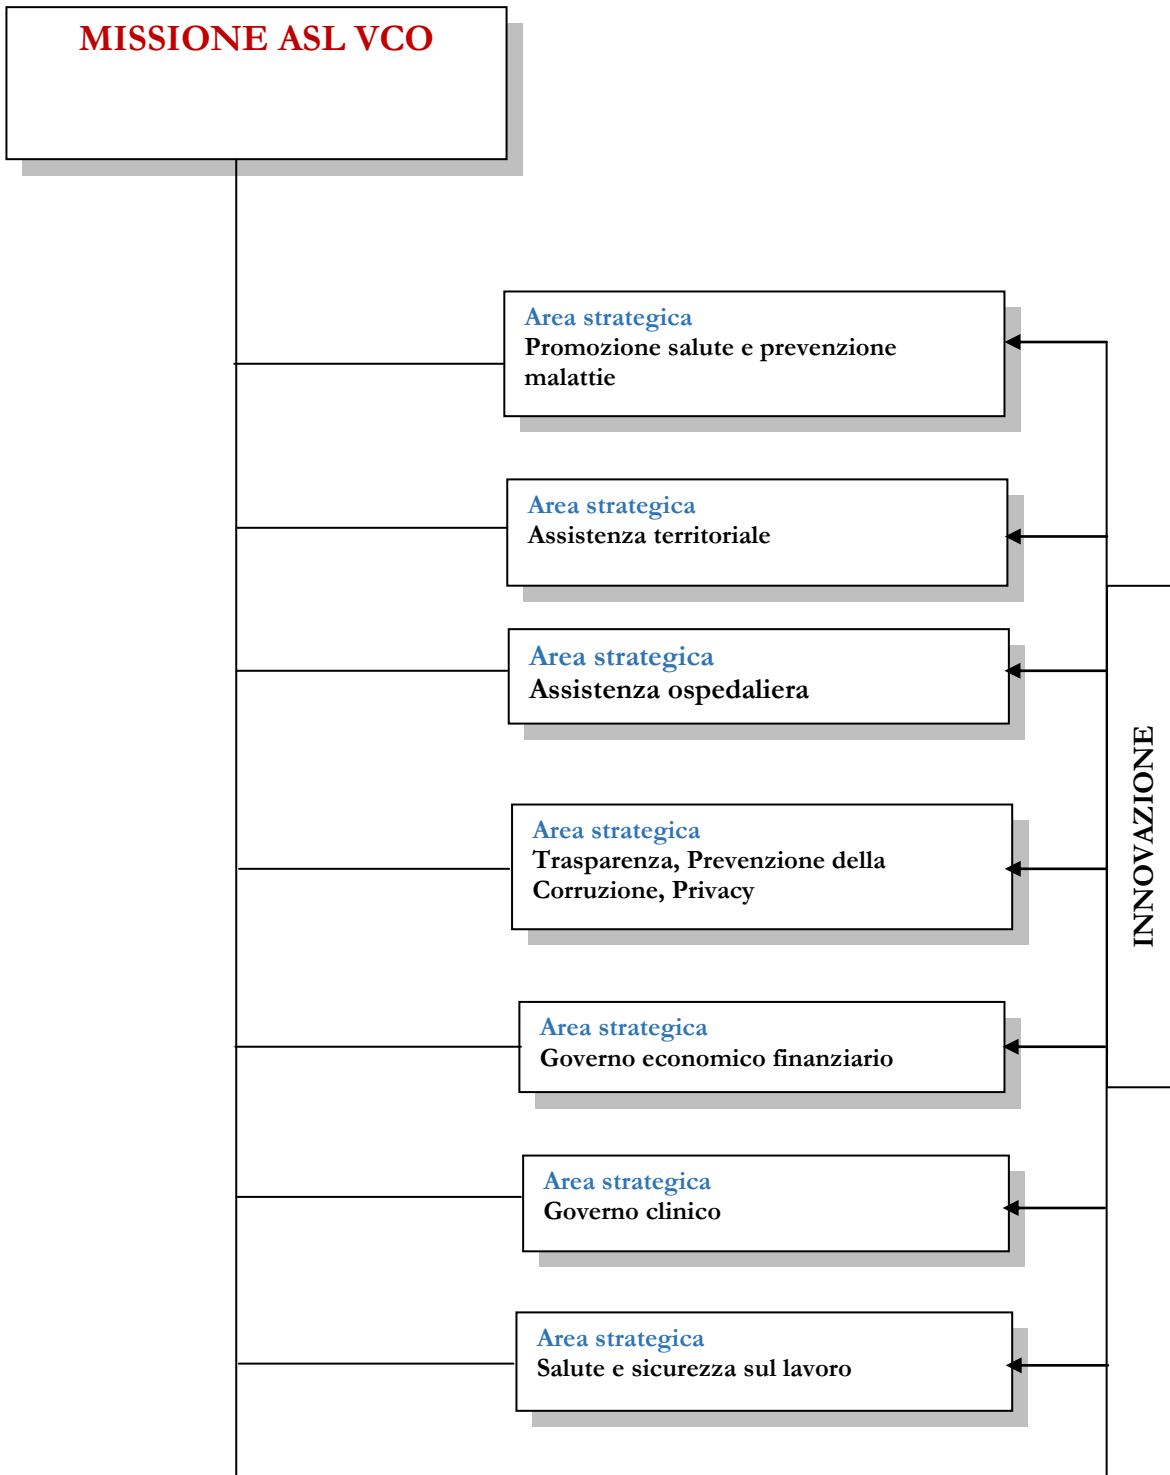 MISSIONE ASL VCO
Area strategica
Promozione salute e prevenzione
malattie
Area strategica
Assistenza territoriale
Area strategica
Assistenza ospedaliera
Area strategica
Trasparenza, Prevenzione della
Corruzione, Privacy
Area strategica
Governo economico finanziario
Area strategica
Governo clinico
Area strategica
Salute e sicurezza sul lavoro
INNOVAZIONE